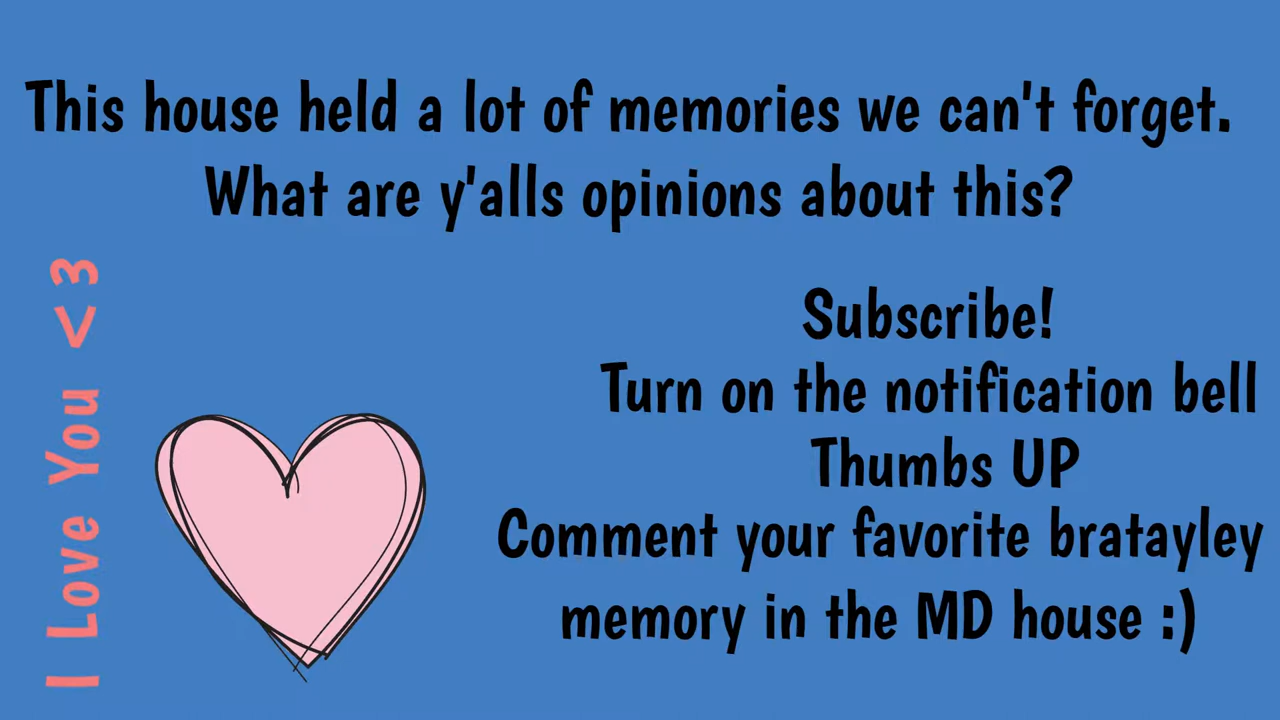 This house held a lot of memories we can't forget.
What are y'alls opinions about this?
I Love You <3
Subscribe!
Turn on the notification bell
Thumbs UP
Comment your favorite bratayley
memory in the MD house :)